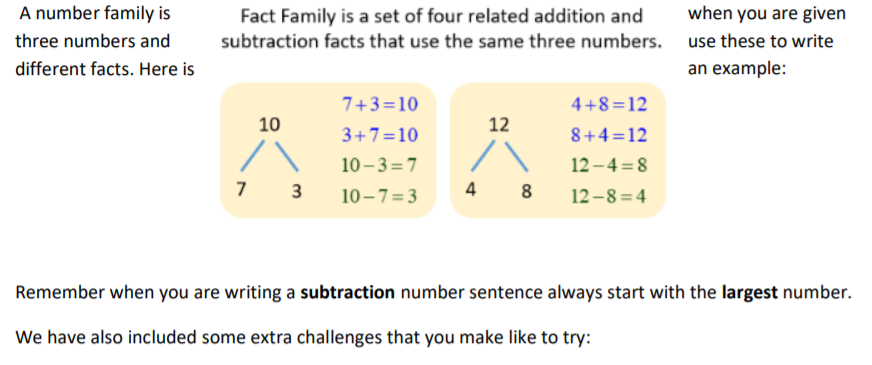 A number family is when you are given
three numbers and use these to write
different facts. Here is an example:
Fact Family is a set of four related addition and
subtraction facts that use the same three numbers.
10
7 3
7+3=10
3+7=10
10−3=7
10−7=3
12
4 8
4+8=12
8+4=12
12−4=8
12−8=4
Remember when you are writing a subtraction number sentence always start with the largest number.
We have also included some extra challenges that you make like to try: